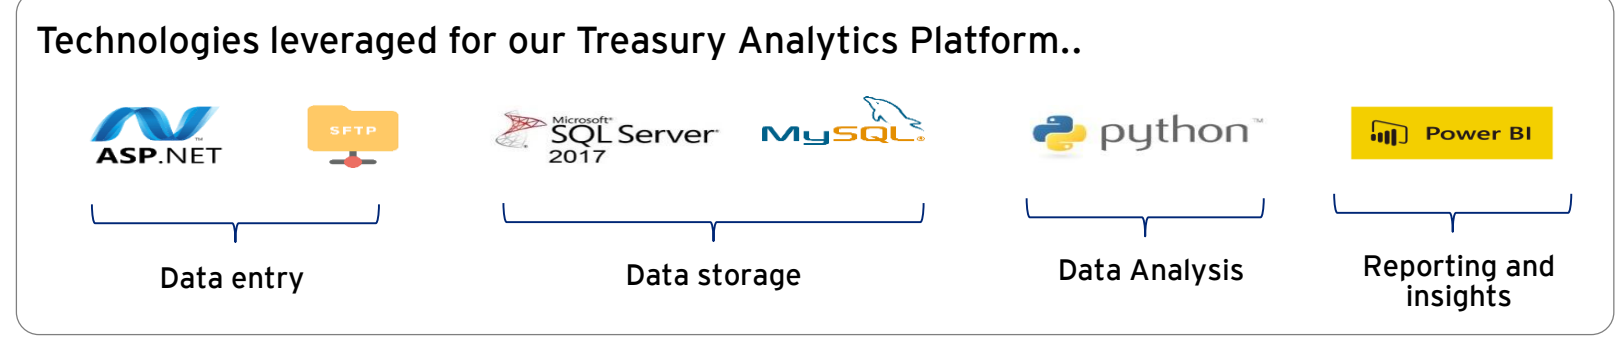 Technologies leveraged for our Treasury Analytics Platform..
ASP.NET
SFTP
Microsoft®
SQL Server®
2017
MySQL®
python™
Power BI
Data entry
Data storage
Data Analysis
Reporting and
insights